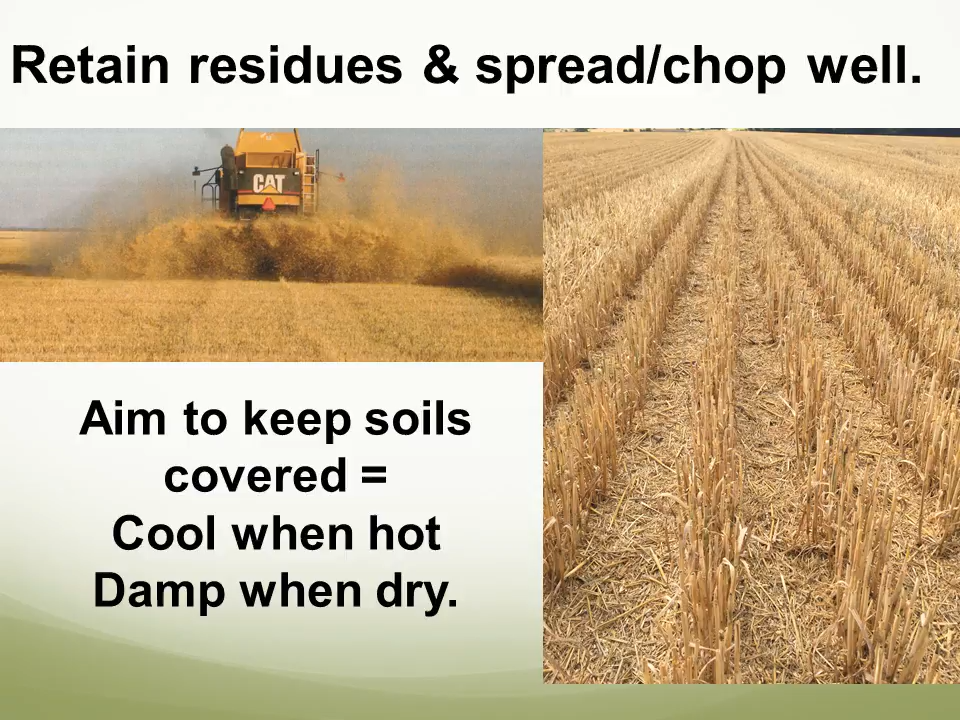 Retain residues & spread/chop well.
CAT
Aim to keep soils
covered =
Cool when hot
Damp when dry.